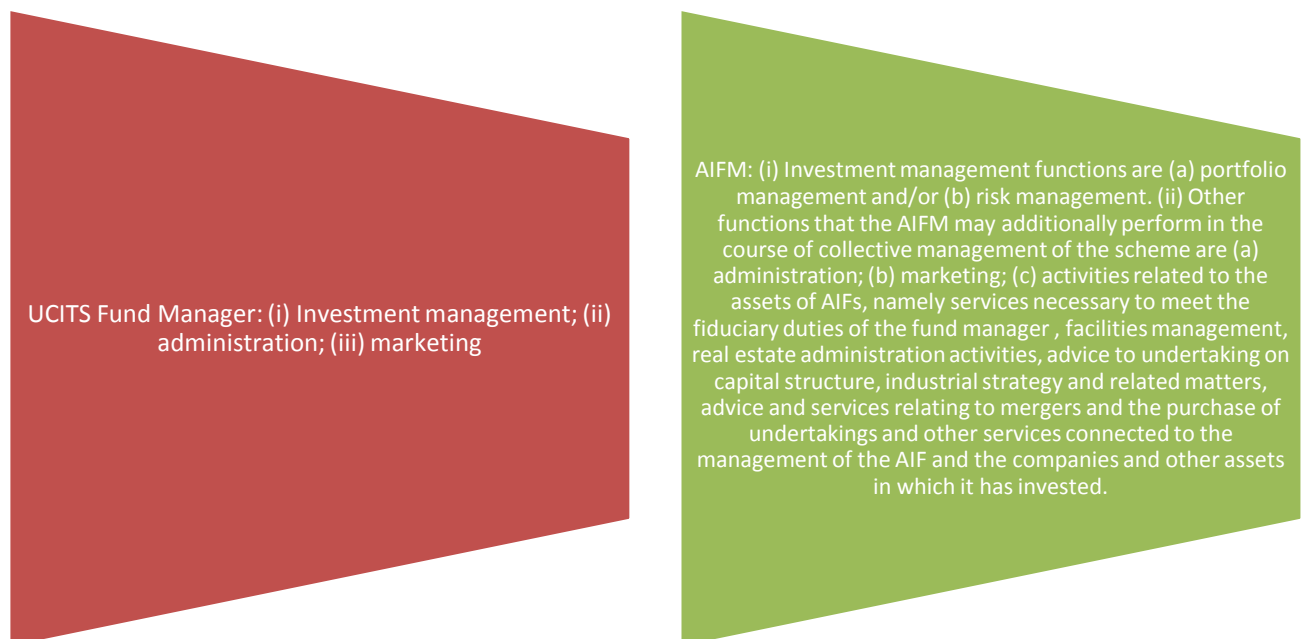 UCITS Fund Manager: (i) Investment management; (ii)
administration; (iii) marketing
AIFM: (i) Investment management functions are (a) portfolio
management and/or (b) risk management. (ii) Other
functions that the AIFM may additionally perform in the
course of collective management of the scheme are (a)
administration; (b) marketing; (c) activities related to the
assets of AIFs, namely services necessary to meet the
fiduciary duties of the fund manager , facilities management,
real estate administration activities, advice to undertaking on
capital structure, industrial strategy and related matters,
advice and services relating to mergers and the purchase of
undertakings and other services connected to the
management of the AIF and the companies and other assets
in which it has invested.